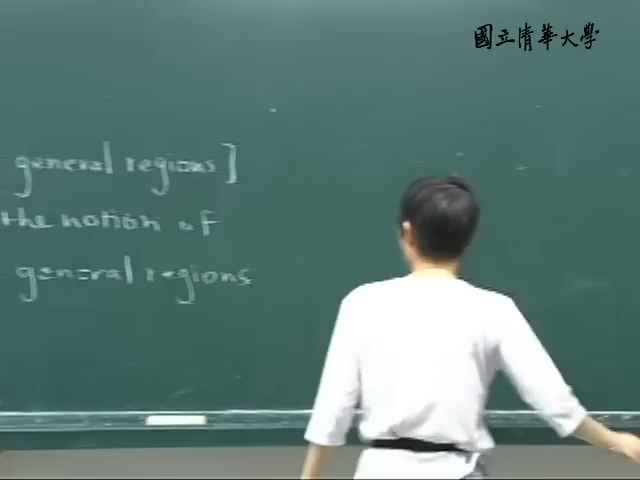 國立清華大學
general regions]
the notion of
general regions